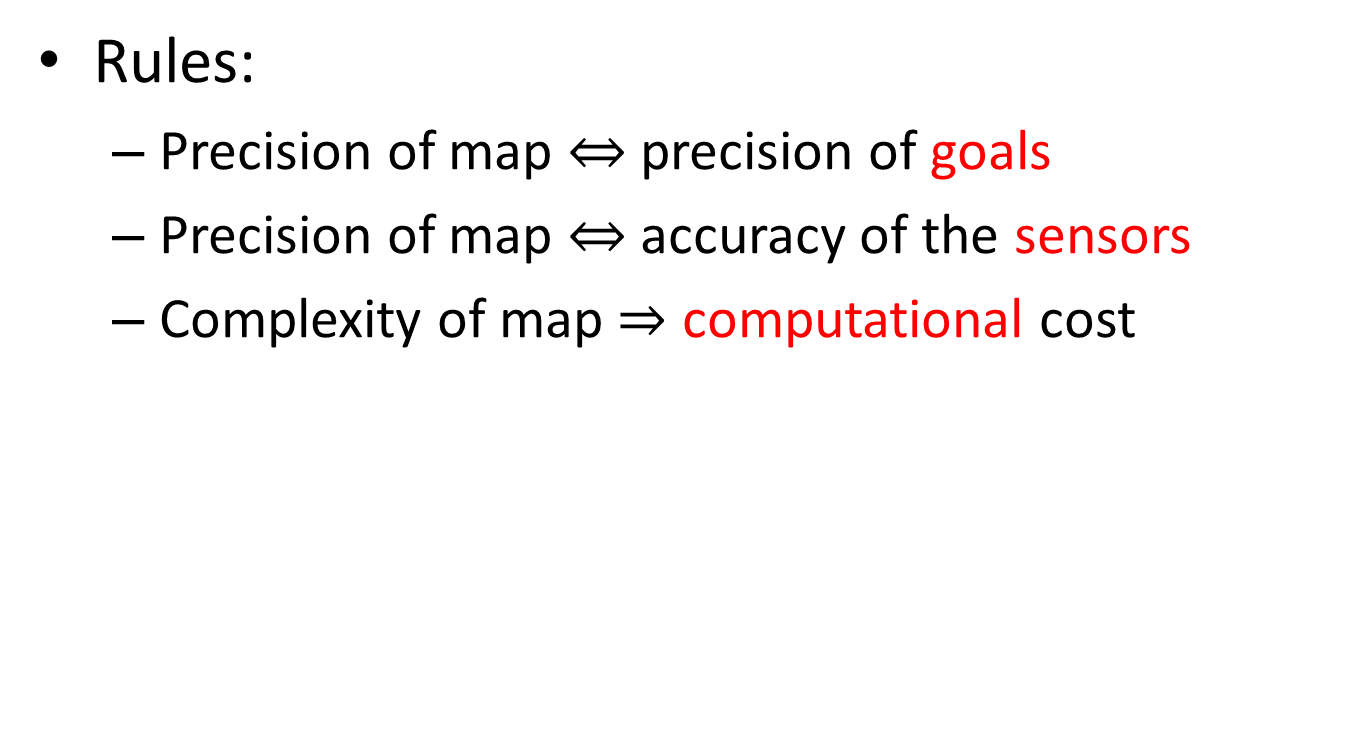 • Rules:
– Precision of map ⇔ precision of goals
– Precision of map ⇔ accuracy of the sensors
– Complexity of map ⇒ computational cost